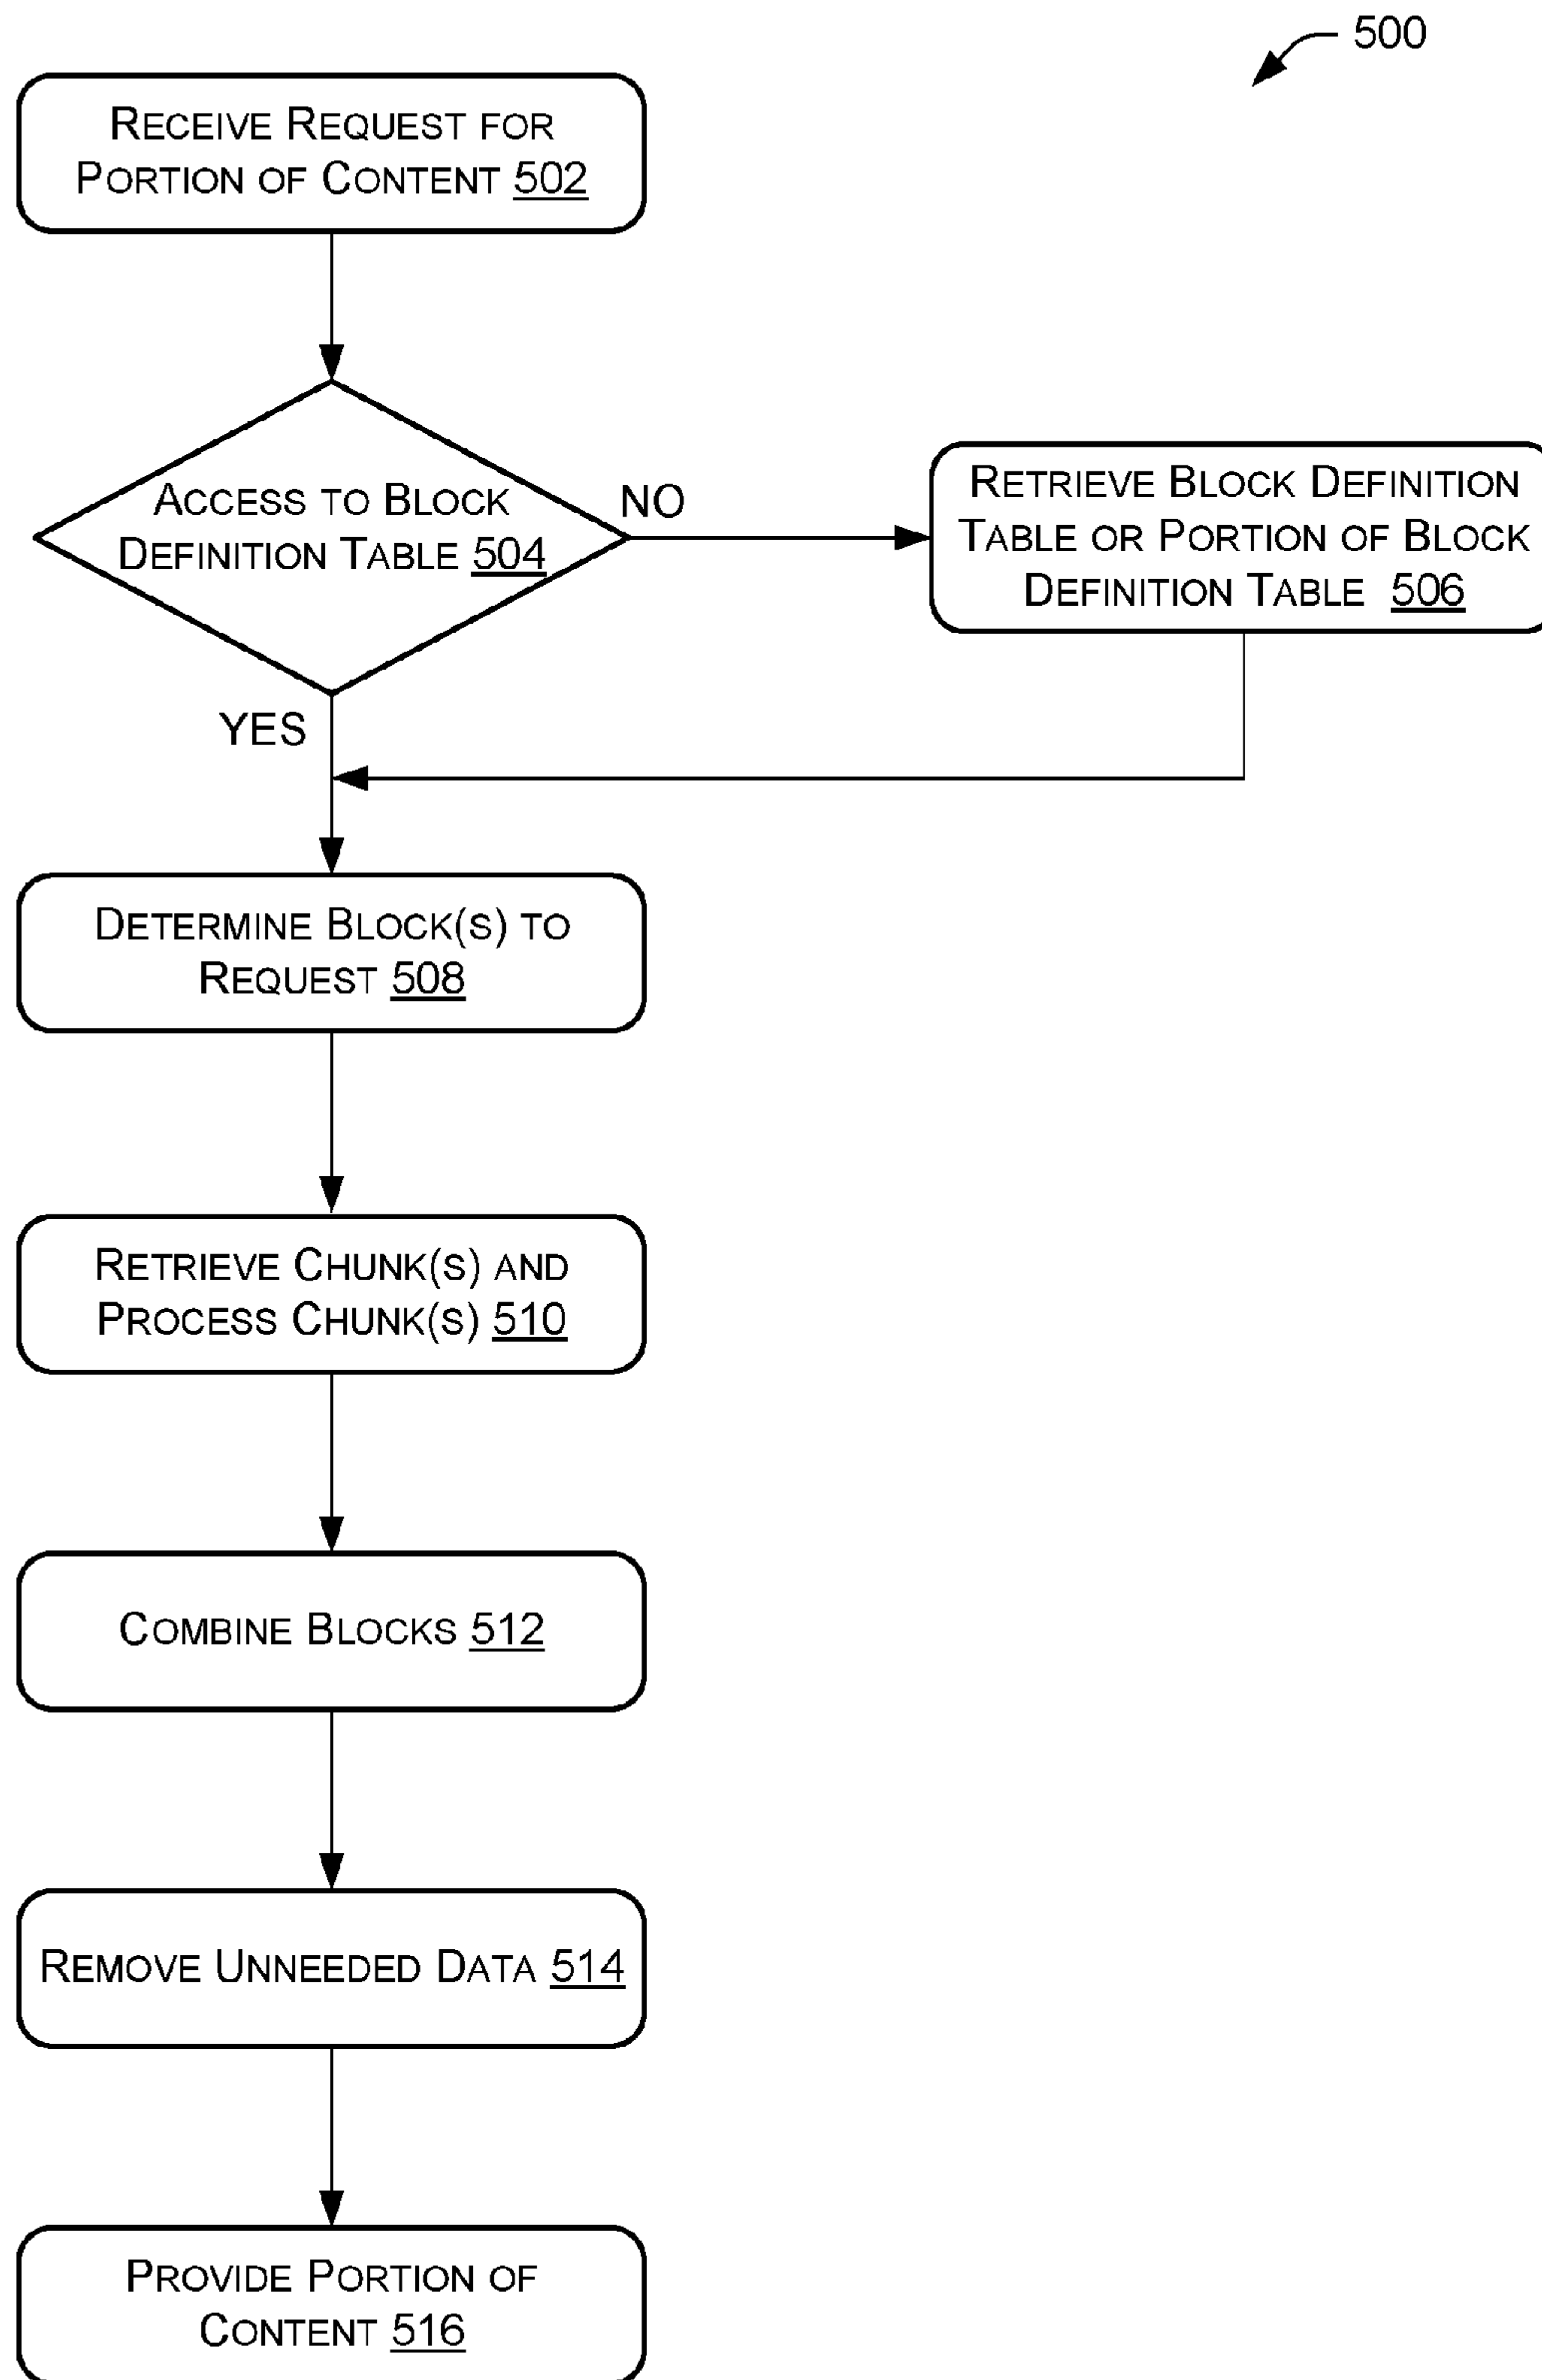 500
RECEIVE REQUEST FOR
PORTION OF CONTENT 502
ACCESS TO BLOCK
DEFINITION TABLE 504
NO
RETRIEVE BLOCK DEFINITION
TABLE OR PORTION OF BLOCK
DEFINITION TABLE 506
YES
DETERMINE BLOCK(S) TO
REQUEST 508
RETRIEVE CHUNK(S) AND
PROCESS CHUNK(S) 510
COMBINE BLOCKS 512
REMOVE UNNEEDED DATA 514
PROVIDE PORTION OF
CONTENT 516